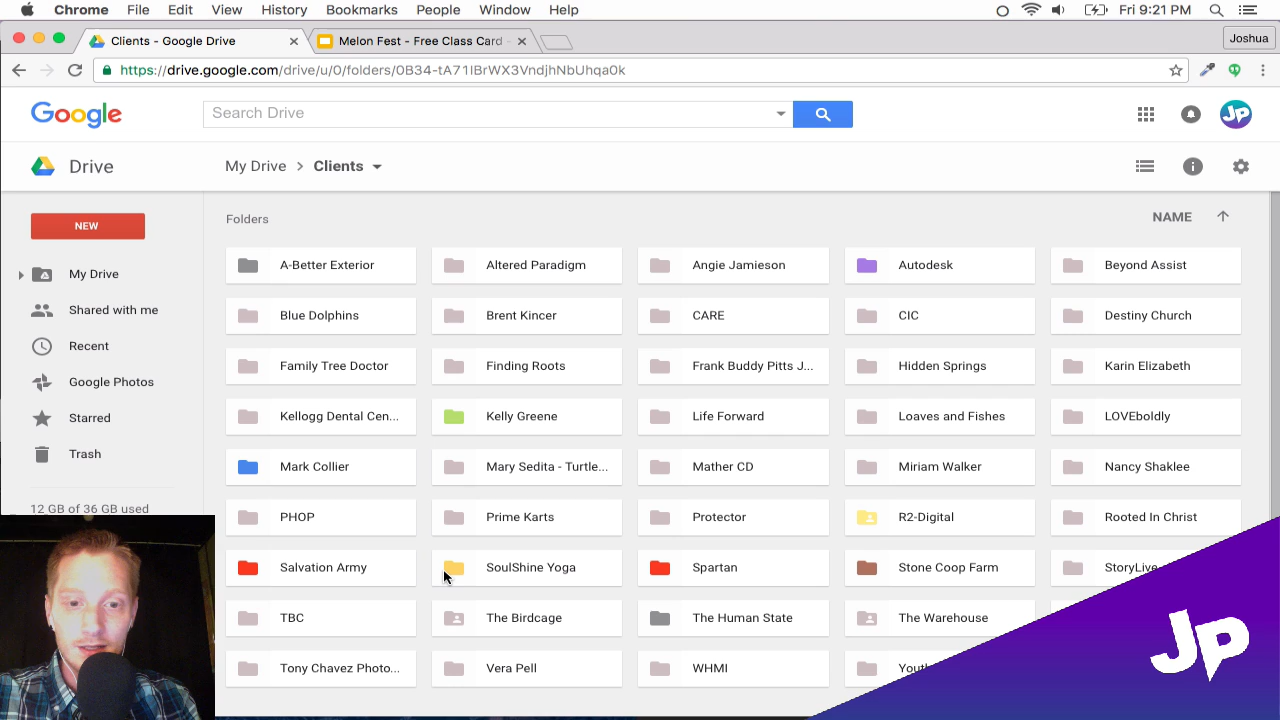 Chrome File Edit View History Bookmarks People Window Help Fri 9:21 PM
Clients - Google Drive Melon Fest - Free Class Card - Joshua
https://drive.google.com/drive/u/0/folders/0B34-tA71IBrWX3VndjhNbUhqa0k
Google Search Drive JP
Drive My Drive > Clients
NEW
My Drive
Shared with me
Recent
Google Photos
Starred
Trash
12 GB of 36 GB used
Folders NAME
A-Better Exterior Altered Paradigm Angie Jamieson Autodesk Beyond Assist
Blue Dolphins Brent Kincer CARE CIC Destiny Church
Family Tree Doctor Finding Roots Frank Buddy Pitts J... Hidden Springs Karin Elizabeth
Kellogg Dental Cen... Kelly Greene Life Forward Loaves and Fishes LOVEboldly
Mark Collier Mary Sedita - Turtle... Mather CD Miriam Walker Nancy Shaklee
PHOP Prime Karts Protector R2-Digital Rooted In Christ
Salvation Army SoulShine Yoga Spartan Stone Coop Farm
TBC The Birdcage The Human State The Warehouse
Tony Chavez Photo... Vera Pell WHMI
JP